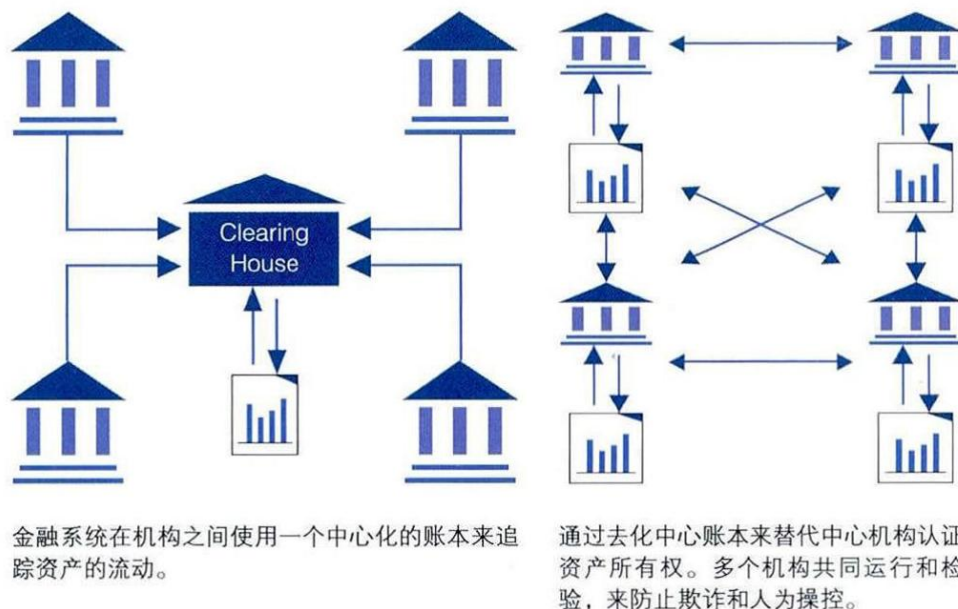 Clearing
House
金融系统在机构之间使用一个中心化的账本来追
踪资产的流动。
通过去化中心账本来替代中心机构认证
资产所有权。多个机构共同运行和检
验，来防止欺诈和人为操控。